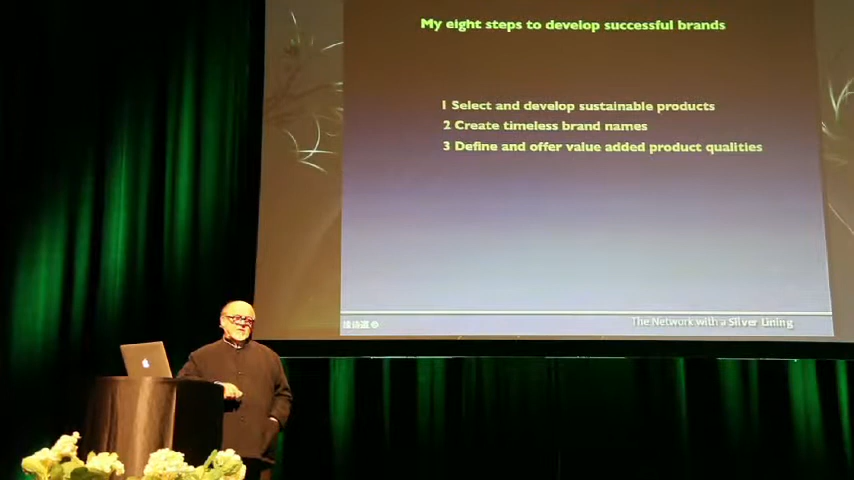 My eight steps to develop successful brands
1 Select and develop sustainable products
2 Create timeless brand names
3 Define and offer value added product qualities
The Network with a Silver Lining